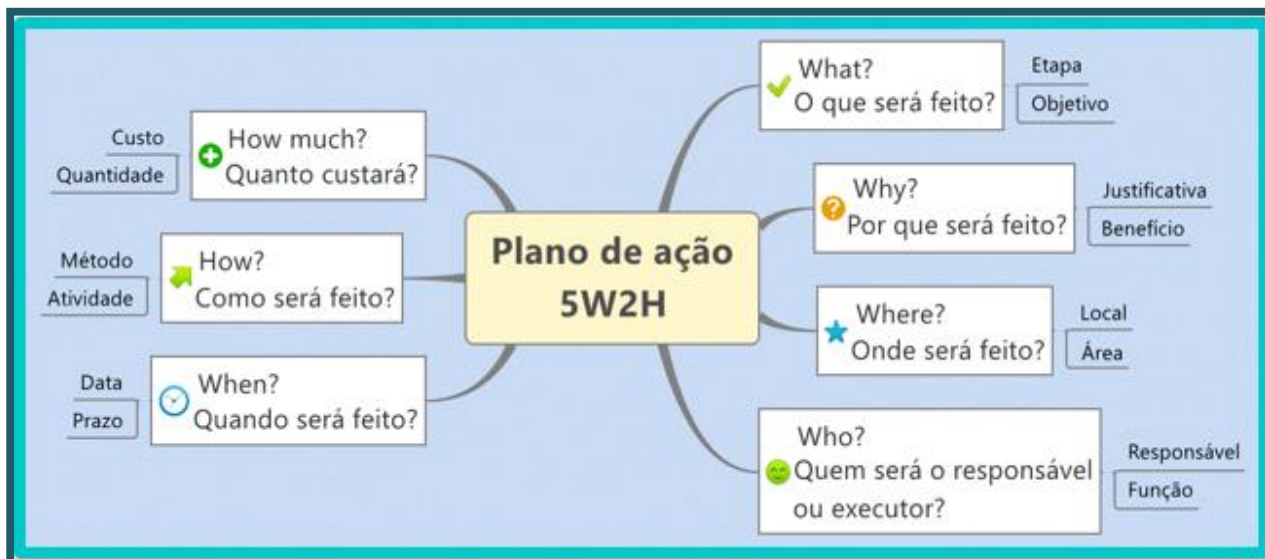 Plano de ação
5W2H
What?
O que será feito?
Etapa
Objetivo
Why?
Por que será feito?
Justificativa
Benefício
Where?
Onde será feito?
Local
Área
Who?
Quem será o responsável
ou executor?
Responsável
Função
How much?
Quanto custará?
Custo
Quantidade
How?
Como será feito?
Método
Atividade
When?
Quando será feito?
Data
Prazo